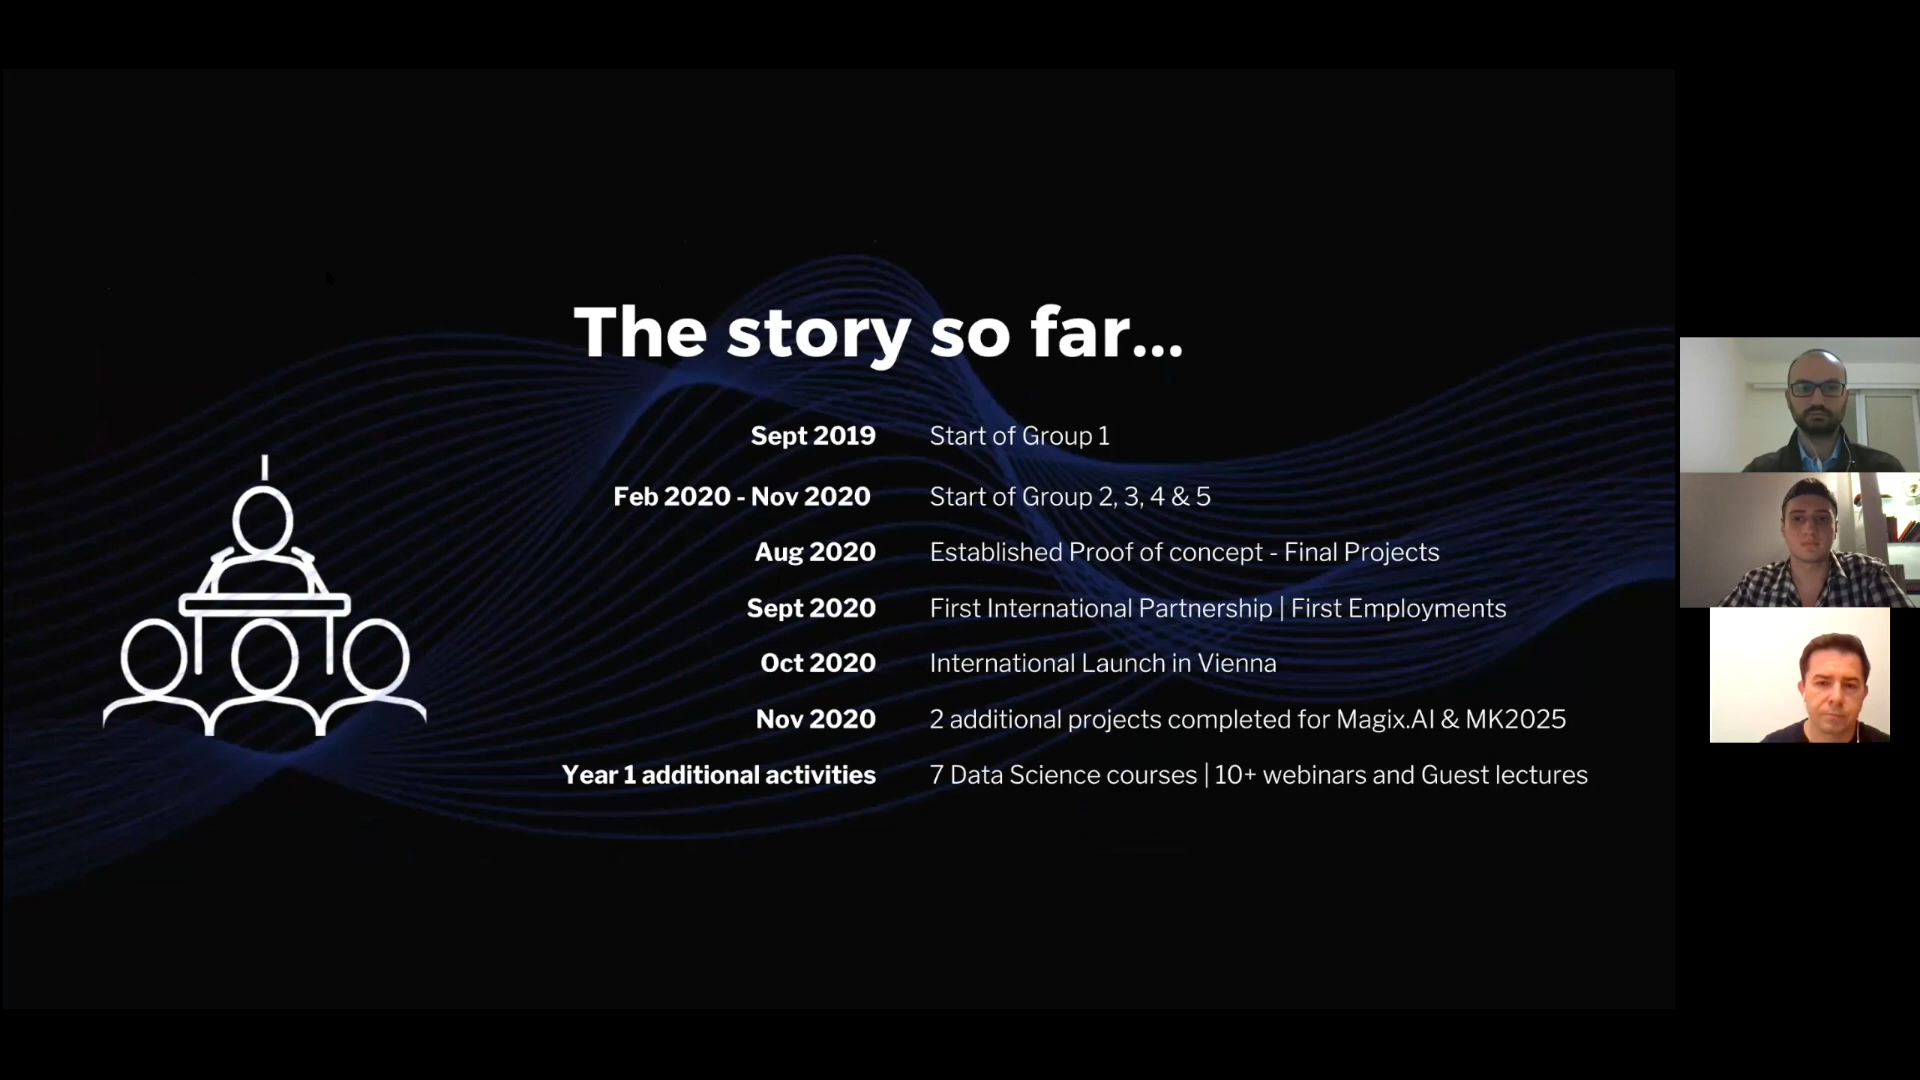 The story so far...
Sept 2019 Start of Group 1
Feb 2020 - Nov 2020 Start of Group 2, 3, 4 & 5
Aug 2020 Established Proof of concept - Final Projects
Sept 2020 First International Partnership | First Employments
Oct 2020 International Launch in Vienna
Nov 2020 2 additional projects completed for Magix.AI & MK2025
Year 1 additional activities 7 Data Science courses | 10+ webinars and Guest lectures